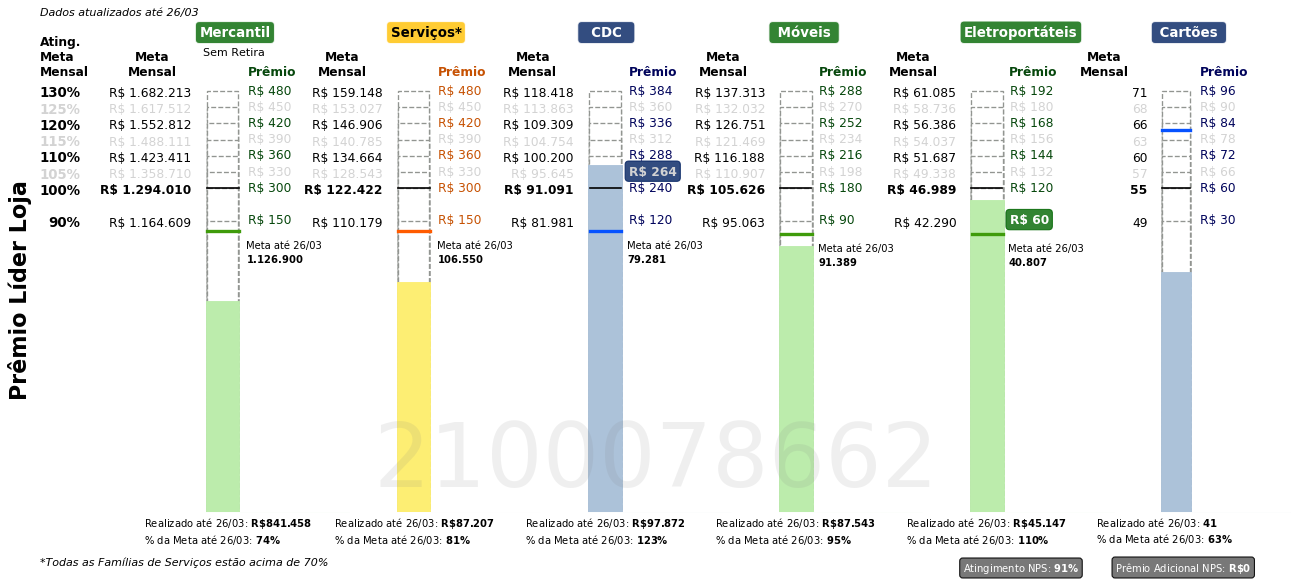 Dados atualizados até 26/03
Mercantil Serviços* CDC Móveis Eletroportáteis Cartões
Sem Retira
Ating. Meta Mensal Meta Mensal Prêmio Meta Mensal Prêmio Meta Mensal Prêmio Meta Mensal Prêmio Meta Mensal Prêmio Meta Mensal Prêmio
130% R$ 1.682.213 R$ 480 R$ 159.148 R$ 480 R$ 118.418 R$ 384 R$ 137.313 R$ 288 R$ 61.085 R$ 192 71 R$ 96
125% R$ 1.617.512 R$ 450 R$ 153.027 R$ 450 R$ 113.863 R$ 360 R$ 132.032 R$ 270 R$ 58.736 R$ 180 68 R$ 90
120% R$ 1.552.812 R$ 420 R$ 146.906 R$ 420 R$ 109.309 R$ 336 R$ 126.751 R$ 252 R$ 56.386 R$ 168 66 R$ 84
115% R$ 1.488.111 R$ 390 R$ 140.785 R$ 390 R$ 104.754 R$ 312 R$ 121.469 R$ 234 R$ 54.037 R$ 156 63 R$ 78
110% R$ 1.423.411 R$ 360 R$ 134.664 R$ 360 R$ 100.200 R$ 288 R$ 116.188 R$ 216 R$ 51.687 R$ 144 60 R$ 72
105% R$ 1.358.710 R$ 330 R$ 128.543 R$ 330 R$ 95.645 R$ 264 R$ 110.907 R$ 198 R$ 49.338 R$ 132 57 R$ 66
100% R$ 1.294.010 R$ 300 R$ 122.422 R$ 300 R$ 91.091 R$ 240 R$ 105.626 R$ 180 R$ 46.989 R$ 120 55 R$ 60
90% R$ 1.164.609 R$ 150 R$ 110.179 R$ 150 R$ 81.981 R$ 120 R$ 95.063 R$ 90 R$ 42.290 R$ 60 49 R$ 30
Meta até 26/03 Meta até 26/03 Meta até 26/03 Meta até 26/03 Meta até 26/03
1.126.900 106.550 79.281 91.389 40.807
Prêmio Líder Loja
2100078662
Realizado até 26/03: R$841.458 Realizado até 26/03: R$87.207 Realizado até 26/03: R$97.872 Realizado até 26/03: R$87.543 Realizado até 26/03: R$45.147 Realizado até 26/03: 41
% da Meta até 26/03: 74% % da Meta até 26/03: 81% % da Meta até 26/03: 123% % da Meta até 26/03: 95% % da Meta até 26/03: 110% % da Meta até 26/03: 63%
*Todas as Famílias de Serviços estão acima de 70%
Atingimento NPS: 91% Prêmio Adicional NPS: R$0